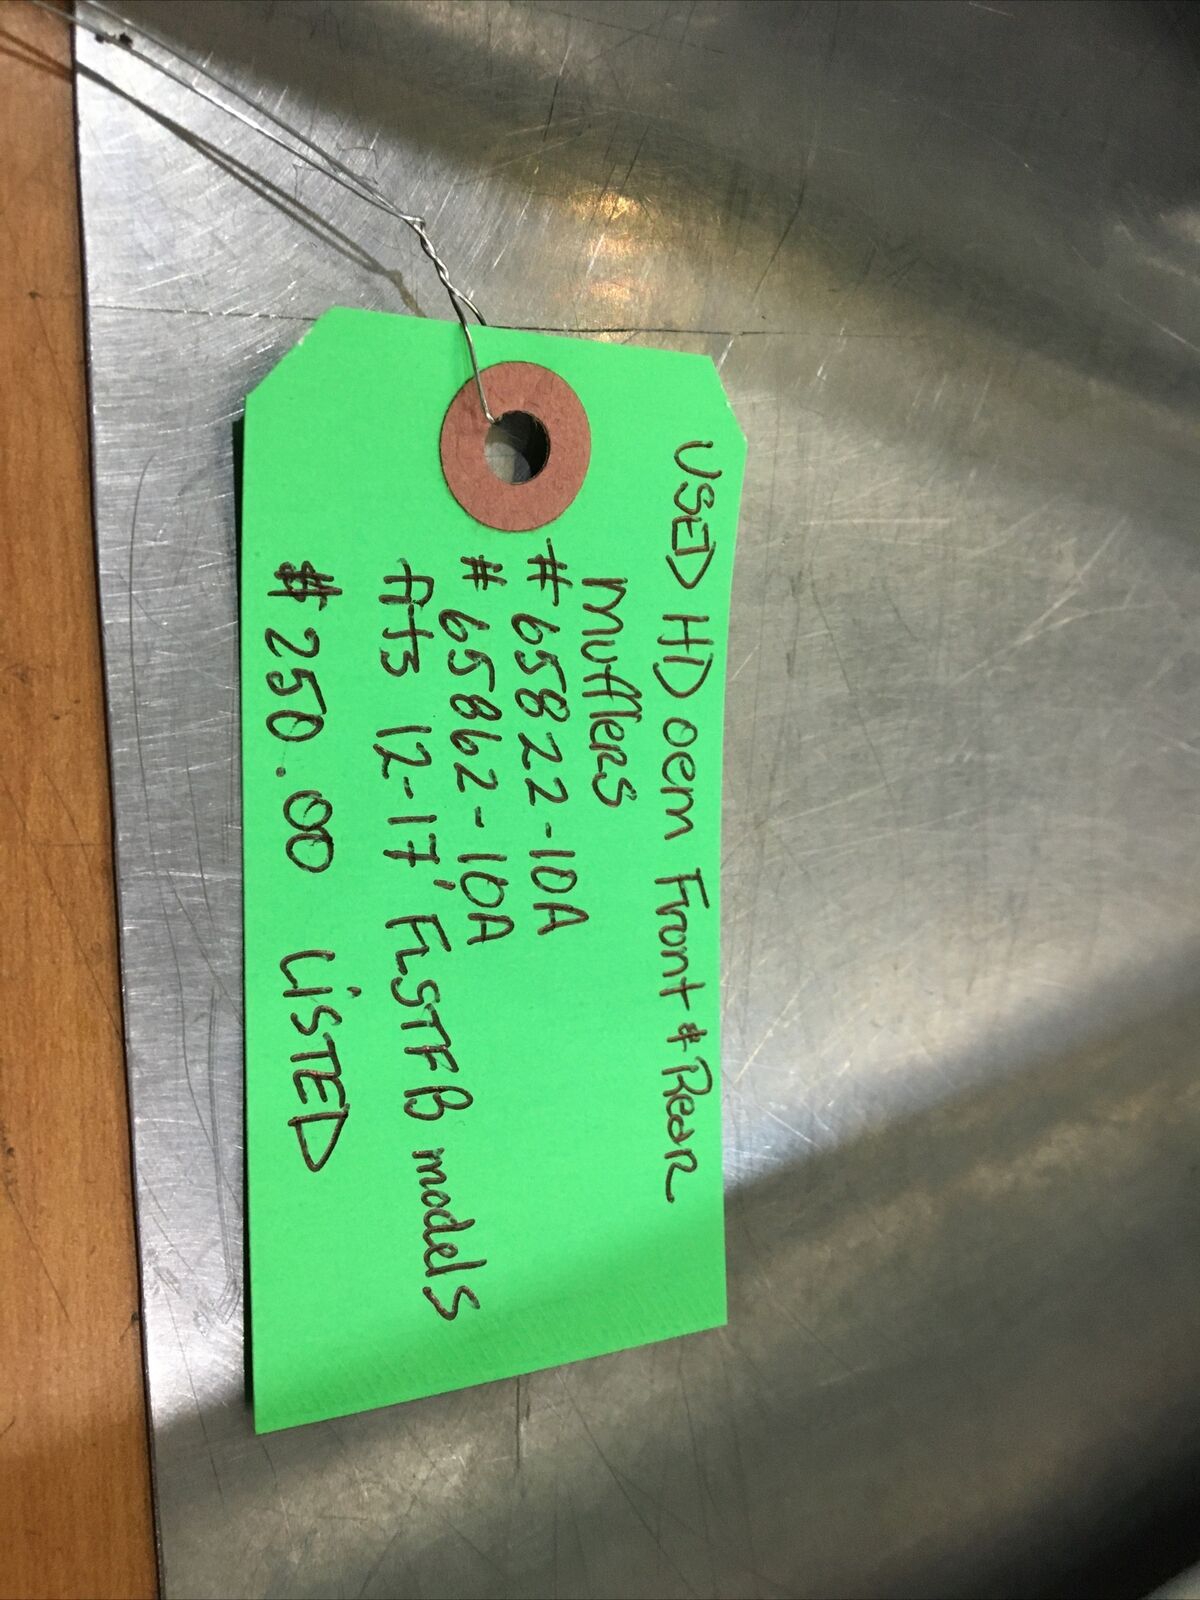 USED HD oem Front & Rear
mufflers
# 65822-10A
# 65862-10A
fits 12-17' FLSTFB models
$250.00 LiSTED